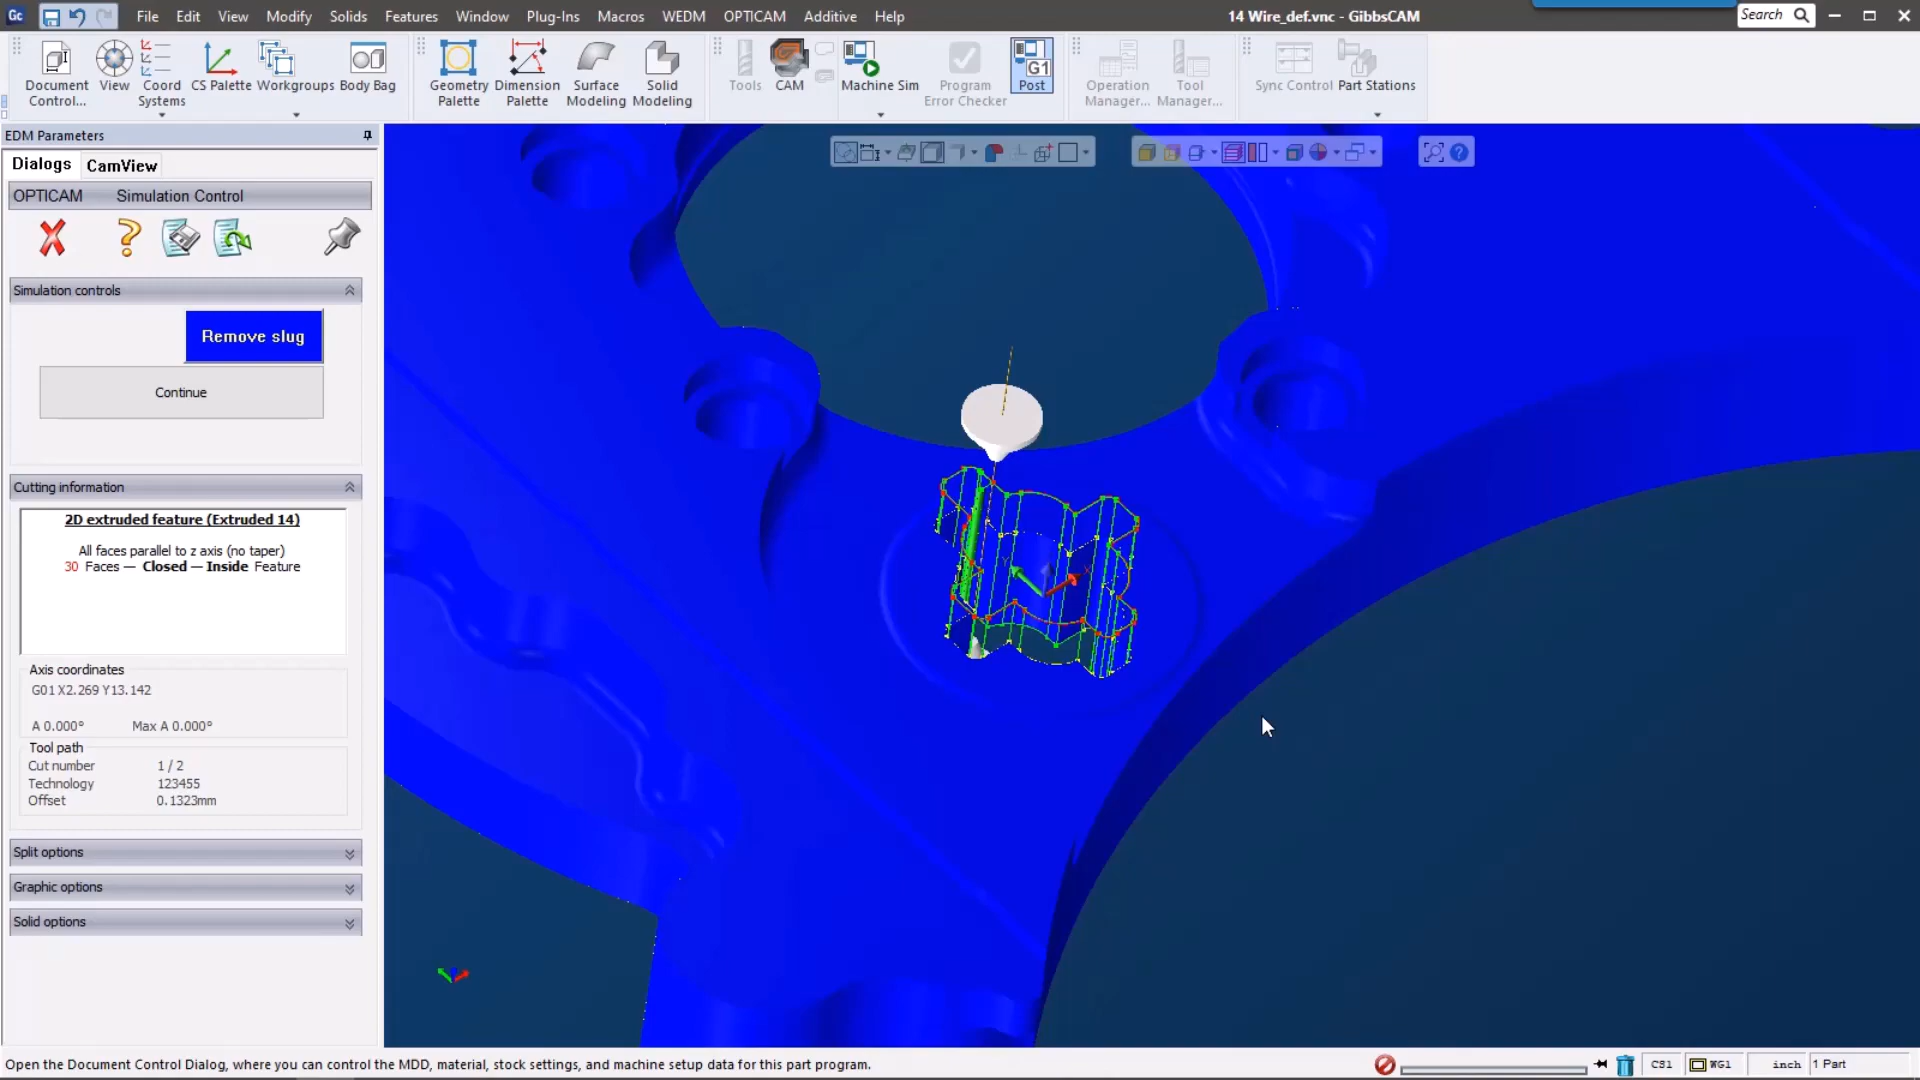 Gc File Edit View Modify Solids Features Window Plug-Ins Macros WEDM OPTICAM Additive Help 14 Wire_def.vnc - GibbsCAM Search
Document Control... View Coord Systems CS Palette Workgroups Body Bag Geometry Palette Dimension Palette Surface Modeling Solid Modeling Tools CAM Machine Sim Program Error Checker G1 Post Operation Manager... Tool Manager... Sync Control Part Stations
EDM Parameters
Dialogs CamView
OPTICAM Simulation Control
Simulation controls
Remove slug
Continue
Cutting information
2D extruded feature (Extruded 14)
All faces parallel to z axis (no taper)
30 Faces — Closed — Inside Feature
Axis coordinates
G01 X2.269 Y13.142
A 0.000° Max A 0.000°
Tool path
Cut number 1 / 2
Technology 123455
Offset 0.1323mm
Split options
Graphic options
Solid options
Open the Document Control Dialog, where you can control the MDD, material, stock settings, and machine setup data for this part program. CS1 WG1 inch 1 Part